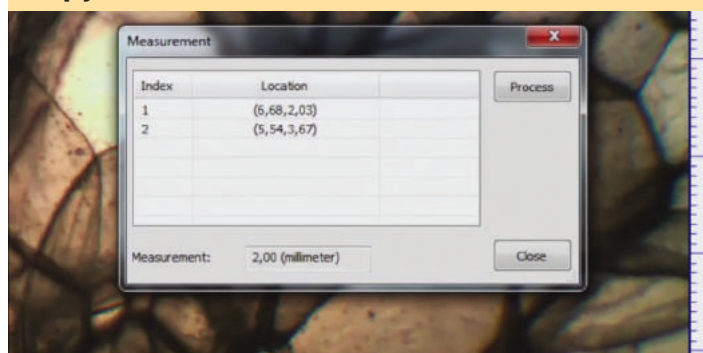 Measurement
Index Location Process
1 (6,68,2,03)
2 (5,54,3,67)
Measurement: 2,00 (millimeter) Close